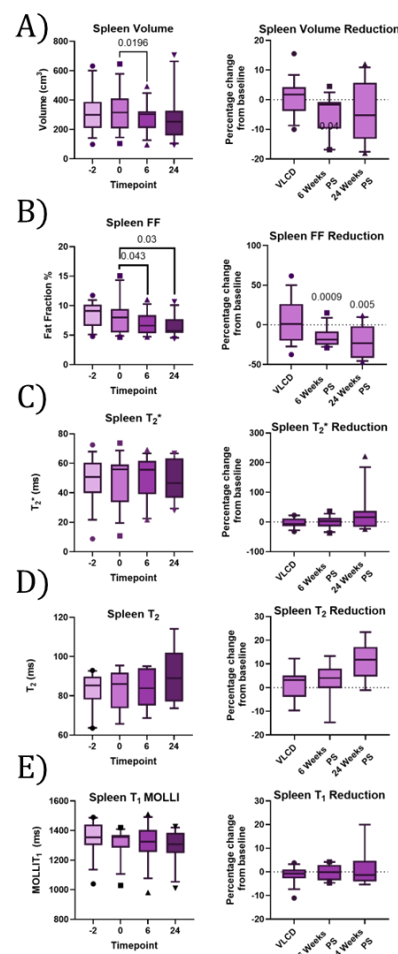 A)
Spleen Volume
Volume (cm³)
800
600
400
200
0
0.0196
-2 0 6 24
Timepoint
Spleen Volume Reduction
Percentage change
from baseline
20
10
0
-10
-20
0.04
VLCD
6 Weeks PS
24 Weeks PS
B)
Spleen FF
Fat Fraction %
20
15
10
5
0
0.03
0.043
-2 0 6 24
Timepoint
Spleen FF Reduction
Percentage change
from baseline
100
50
0
-50
0.0009
0.005
VLCD
6 Weeks PS
24 Weeks PS
C)
Spleen T₂*
T₂* (ms)
80
60
40
20
0
-2 0 6 24
Timepoint
Spleen T₂* Reduction
Percentage change
from baseline
300
200
100
0
-100
VLCD
6 Weeks PS
24 Weeks PS
D)
Spleen T₂
T₂ (ms)
120
100
80
60
-2 0 6 24
Timepoint
Spleen T₂ Reduction
Percentage change
from baseline
30
20
10
0
-10
-20
VLCD
6 Weeks PS
24 Weeks PS
E)
Spleen T₁ MOLLI
MOLLIT₁
(ms)
1600
1400
1200
1000
800
-2 0 6 24
Timepoint
Spleen T₁ Reduction
Percentage change
from baseline
30
20
10
0
-10
-20
VLCD
6 Weeks PS
24 Weeks PS